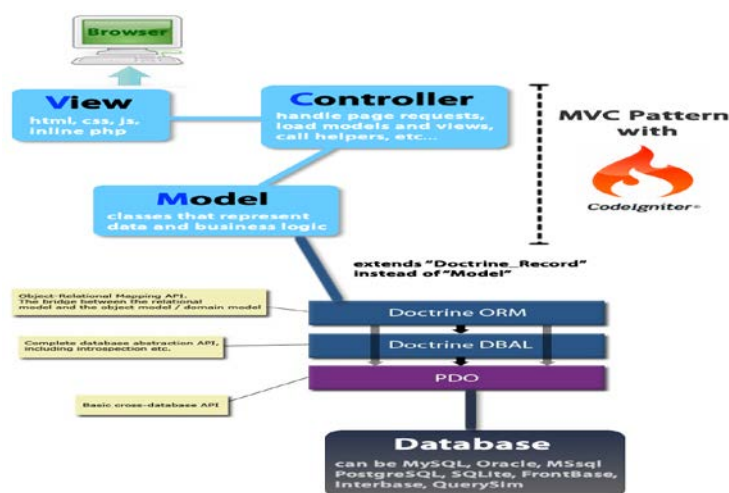 Browser
View
html, css, js,
inline php
Controller
handle page requests,
load models and views,
call helpers, etc...
MVC Pattern
with
CodeIgniter®
Model
classes that represent
data and business logic
extends "Doctrine_Record"
instead of "Model"
Object-Relational Mapping API.
The bridge between the relational
model and the object model / domain model
Doctrine ORM
Complete database abstraction API,
including introspection etc.
Doctrine DBAL
PDO
Basic cross-database API
Database
can be MySQL, Oracle, MSsql
PostgreSQL, SQLite, FrontBase,
Interbase, QuerySim